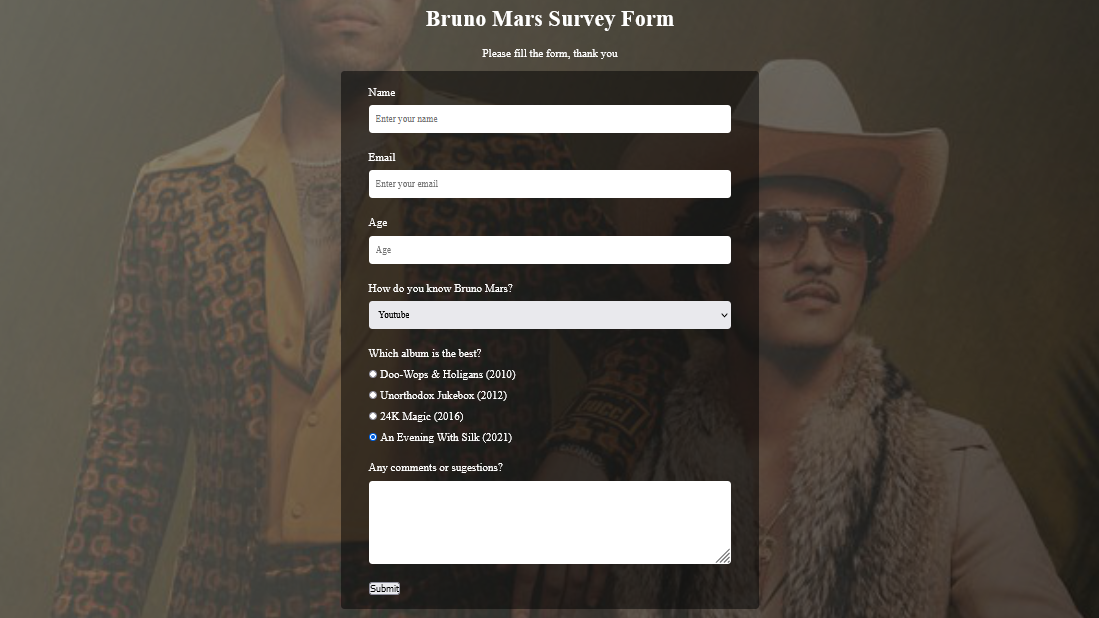 Bruno Mars Survey Form
Please fill the form, thank you
Name
Enter your name
Email
Enter your email
Age
Age
How do you know Bruno Mars?
Youtube
Which album is the best?
Doo-Wops & Holigans (2010)
Unorthodox Jukebox (2012)
24K Magic (2016)
An Evening With Silk (2021)
Any comments or sugestions?
Submit